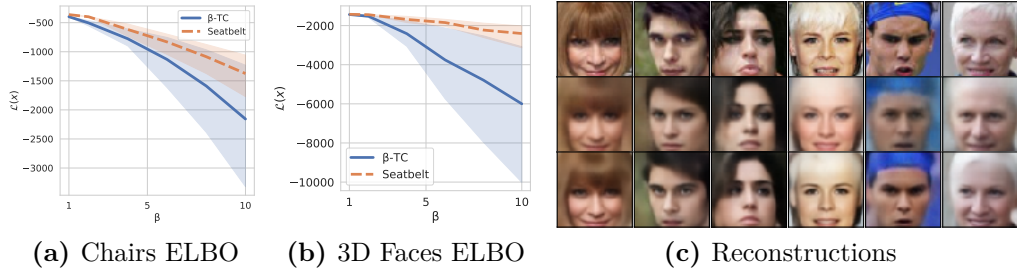 0
−500
−1000
−1500
−2000
−2500
−3000
ℒ(x)
1
5
10
β
β-TC
Seatbelt
−2000
−4000
−6000
−8000
−10000
ℒ(x)
1
5
10
β
β-TC
Seatbelt
(a) Chairs ELBO
(b) 3D Faces ELBO
(c) Reconstructions